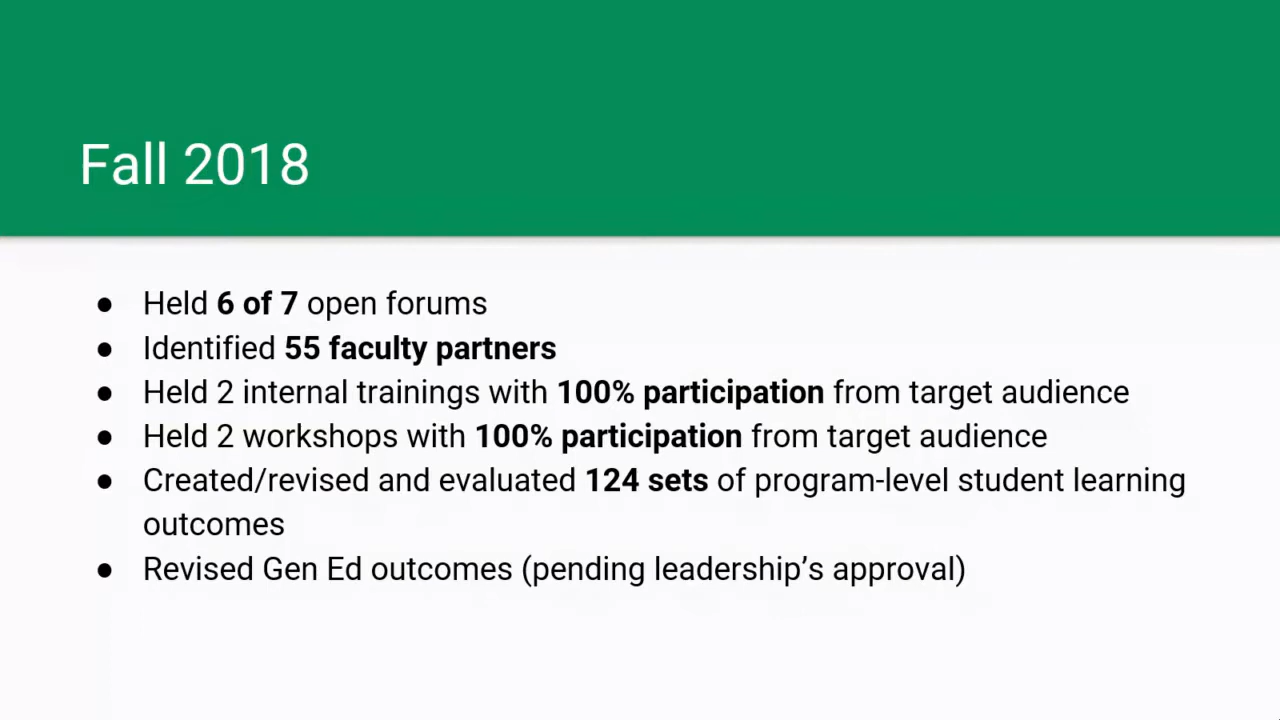 Fall 2018
● Held 6 of 7 open forums
● Identified 55 faculty partners
● Held 2 internal trainings with 100% participation from target audience
● Held 2 workshops with 100% participation from target audience
● Created/revised and evaluated 124 sets of program-level student learning
outcomes
● Revised Gen Ed outcomes (pending leadership’s approval)